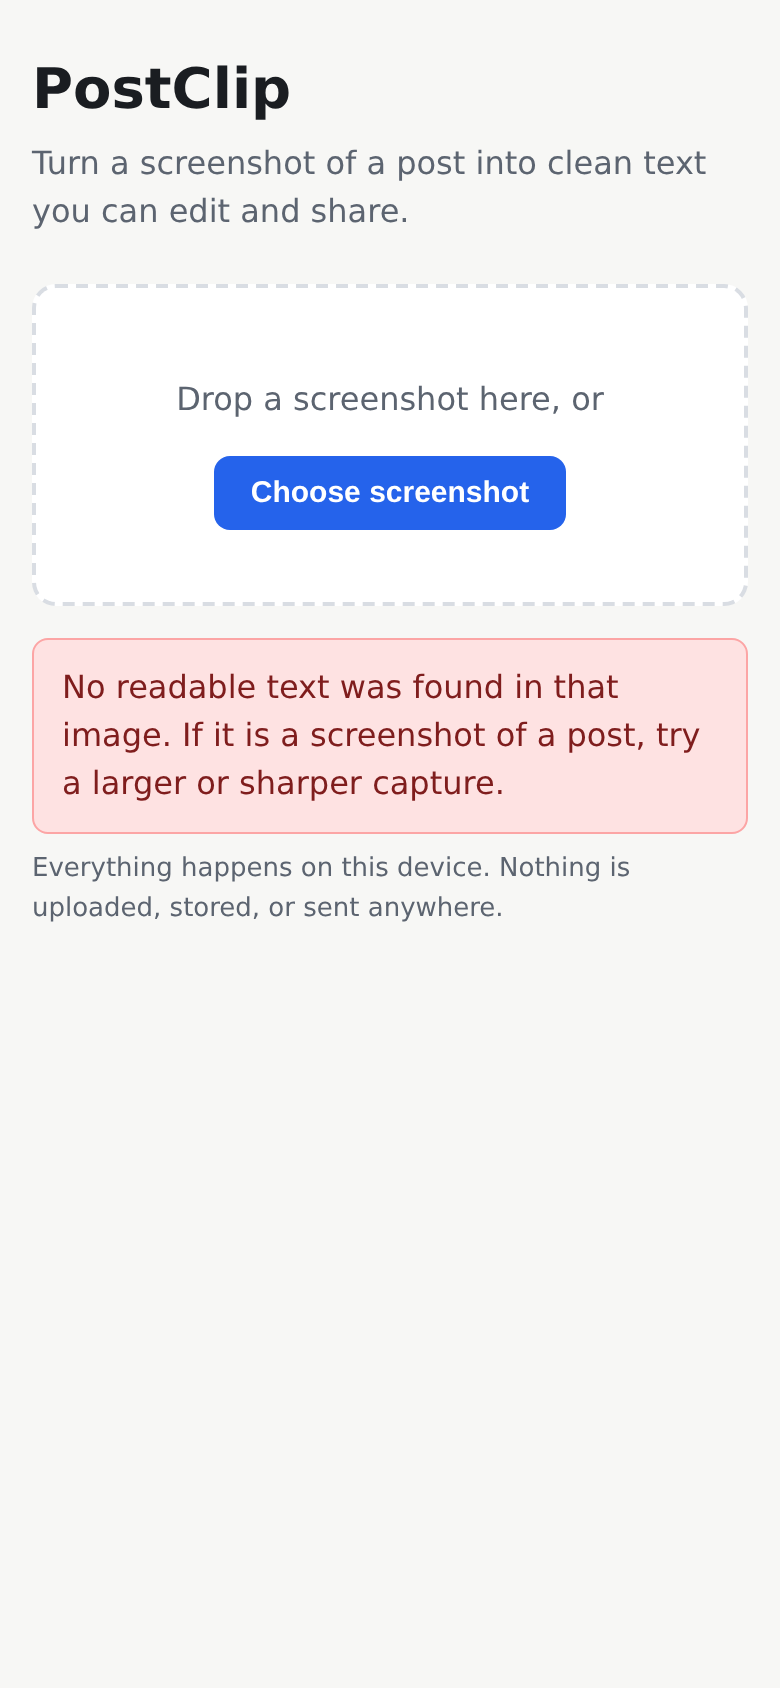 PostClip
Turn a screenshot of a post into clean text
you can edit and share.
Drop a screenshot here, or
Choose screenshot
No readable text was found in that
image. If it is a screenshot of a post, try
a larger or sharper capture.
Everything happens on this device. Nothing is
uploaded, stored, or sent anywhere.